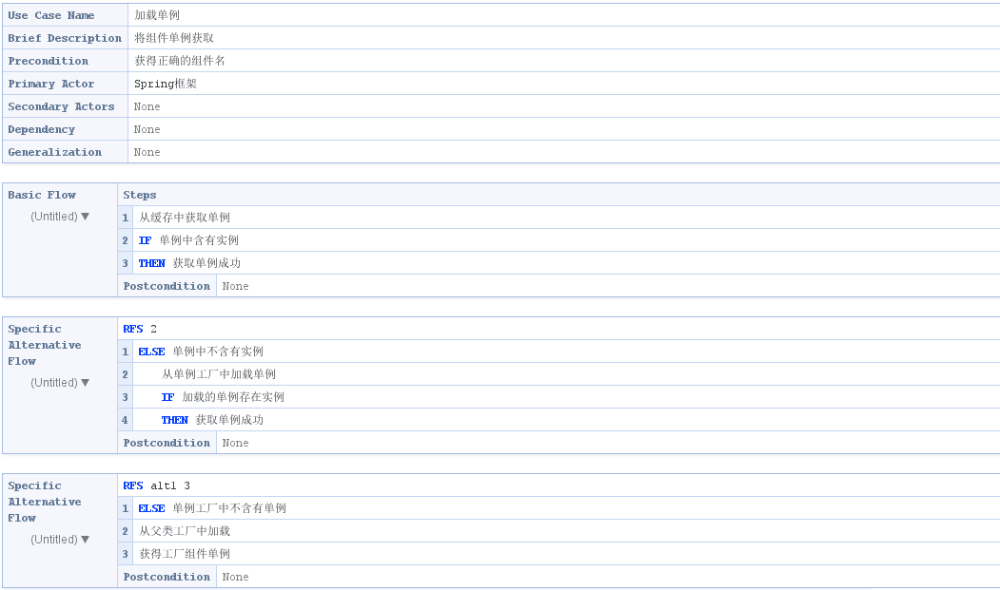 Use Case Name 加载单例
Brief Description 将组件单例获取
Precondition 获得正确的组件名
Primary Actor Spring框架
Secondary Actors None
Dependency None
Generalization None
Basic Flow Steps
(Untitled) ▼
1 从缓存中获取单例
2 IF 单例中含有实例
3 THEN 获取单例成功
Postcondition None
Specific Alternative Flow
(Untitled) ▼
RFS 2
1 ELSE 单例中不含有实例
2 从单例工厂中加载单例
3 IF 加载的单例存在实例
4 THEN 获取单例成功
Postcondition None
Specific Alternative Flow
(Untitled) ▼
RFS alt1 3
1 ELSE 单例工厂中不含有单例
2 从父类工厂中加载
3 获得工厂组件单例
Postcondition None